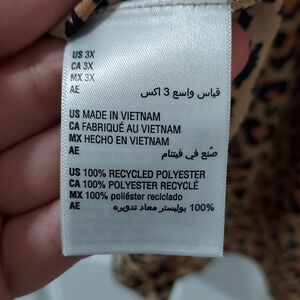 US 3X
CA 3X
MX 3X
AE قياس واسع 3 اكس
US MADE IN VIETNAM
CA FABRIQUÉ AU VIETNAM
MX HECHO EN VIETNAM
AE صُنع في فيتنام
US 100% RECYCLED POLYESTER
CA 100% POLYESTER RECYCLÉ
MX 100% poliéster reciclado
AE 100% بوليستر معاد تدويره